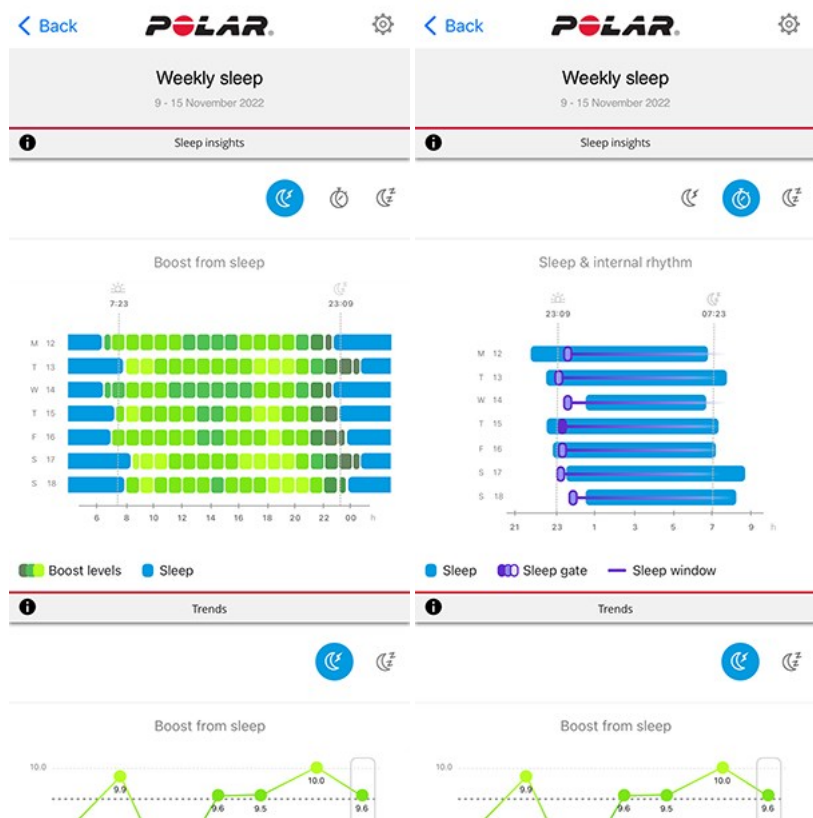 Back
POLAR
Weekly sleep
9 - 15 November 2022
Sleep insights
Boost from sleep
7:23 23:09
M 12
T 13
W 14
T 15
F 16
S 17
S 18
6 8 10 12 14 16 18 20 22 00 h
Boost levels Sleep
Trends
Boost from sleep
10.0
9.9 9.6 9.5 10.0 9.6
Back
POLAR
Weekly sleep
9 - 15 November 2022
Sleep insights
Sleep & internal rhythm
23:09 07:23
M 12
T 13
W 14
T 15
F 16
S 17
S 18
21 23 1 3 5 7 9 h
Sleep Sleep gate Sleep window
Trends
Boost from sleep
10.0
9.9 9.6 9.5 10.0 9.6